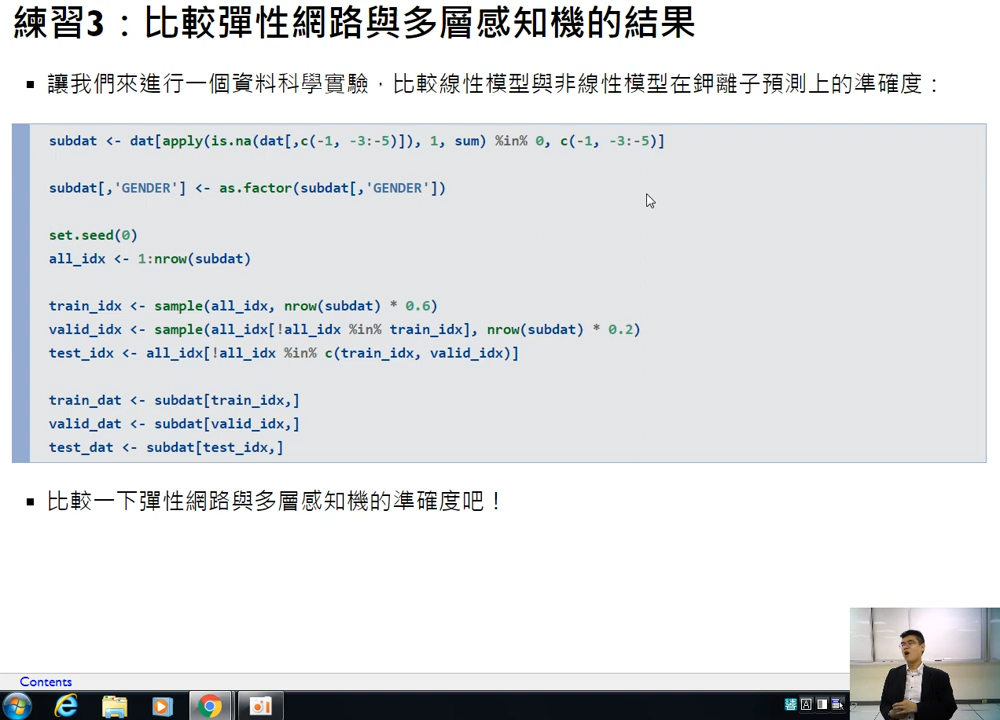 練習3：比較彈性網路與多層感知機的結果
讓我們來進行一個資料科學實驗，比較線性模型與非線性模型在鉀離子預測上的準確度：
subdat <- dat[apply(is.na(dat[,c(-1, -3:-5)]), 1, sum) %in% 0, c(-1, -3:-5)]
subdat[,'GENDER'] <- as.factor(subdat[,'GENDER'])
set.seed(0)
all_idx <- 1:nrow(subdat)
train_idx <- sample(all_idx, nrow(subdat) * 0.6)
valid_idx <- sample(all_idx[!all_idx %in% train_idx], nrow(subdat) * 0.2)
test_idx <- all_idx[!all_idx %in% c(train_idx, valid_idx)]
train_dat <- subdat[train_idx,]
valid_dat <- subdat[valid_idx,]
test_dat <- subdat[test_idx,]
比較一下彈性網路與多層感知機的準確度吧！
Contents